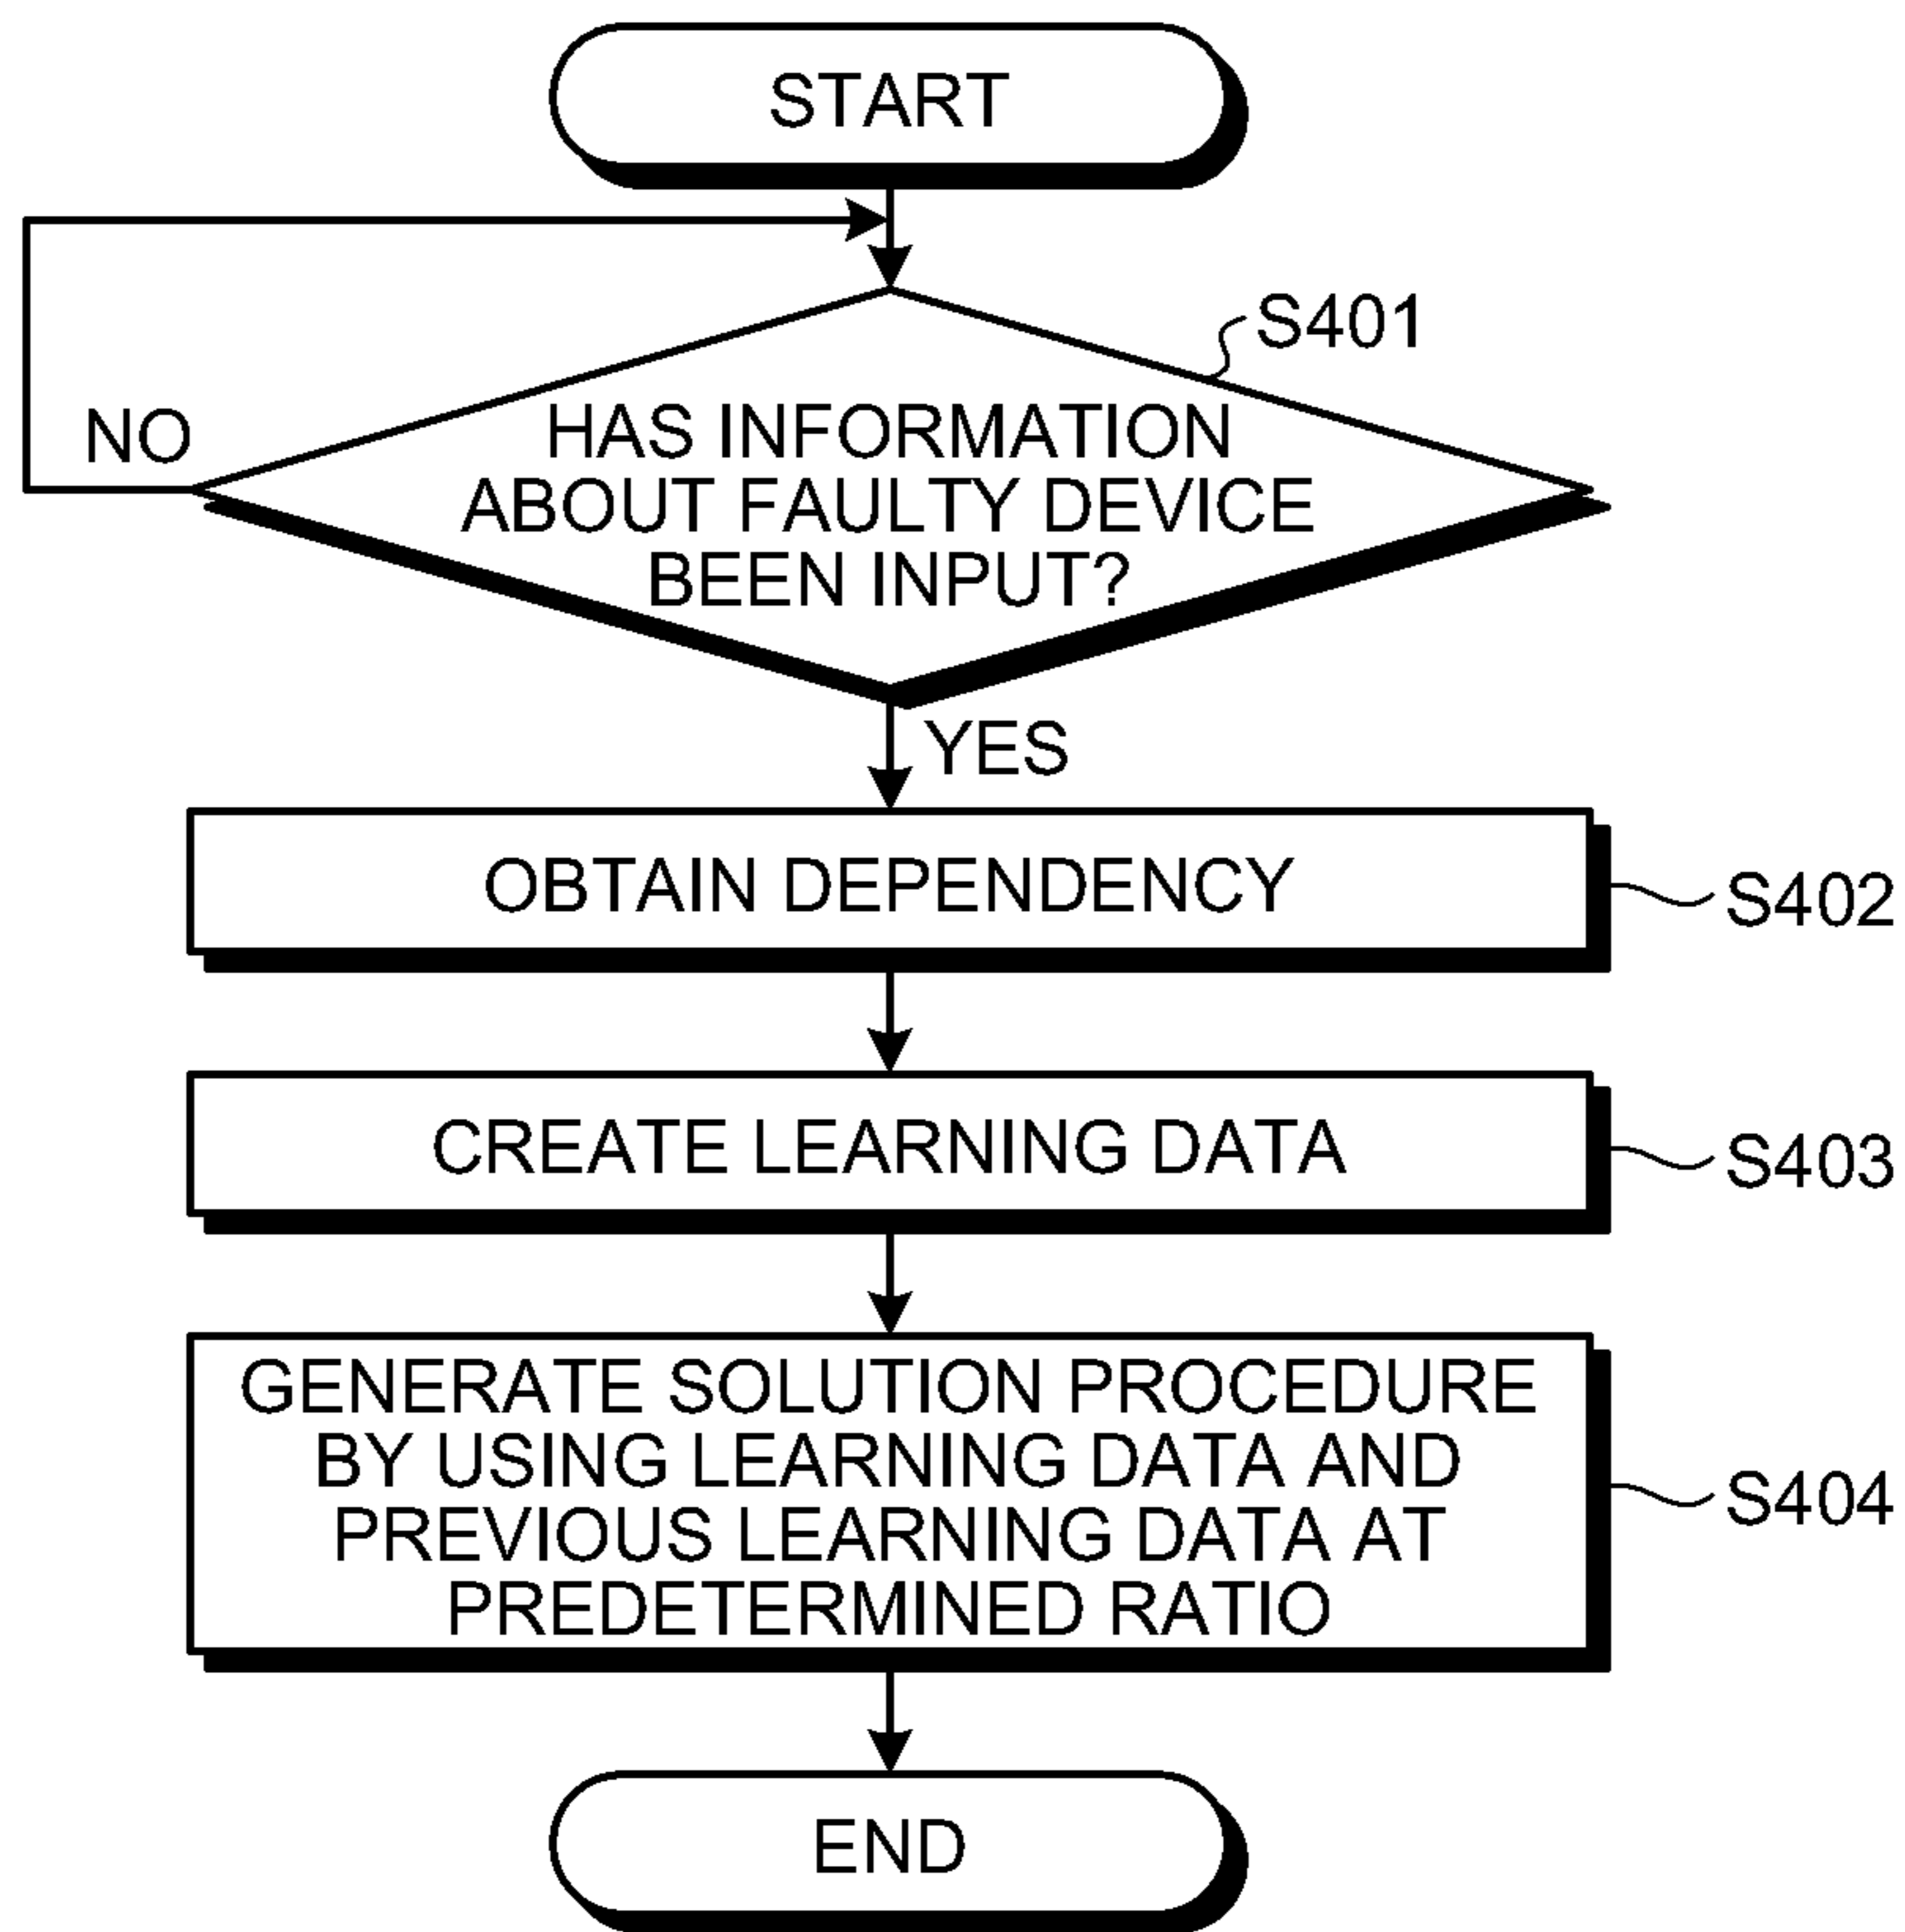 START
S401
HAS INFORMATION
ABOUT FAULTY DEVICE
BEEN INPUT?
NO
YES
OBTAIN DEPENDENCY
S402
CREATE LEARNING DATA
S403
GENERATE SOLUTION PROCEDURE
BY USING LEARNING DATA AND
PREVIOUS LEARNING DATA AT
PREDETERMINED RATIO
S404
END